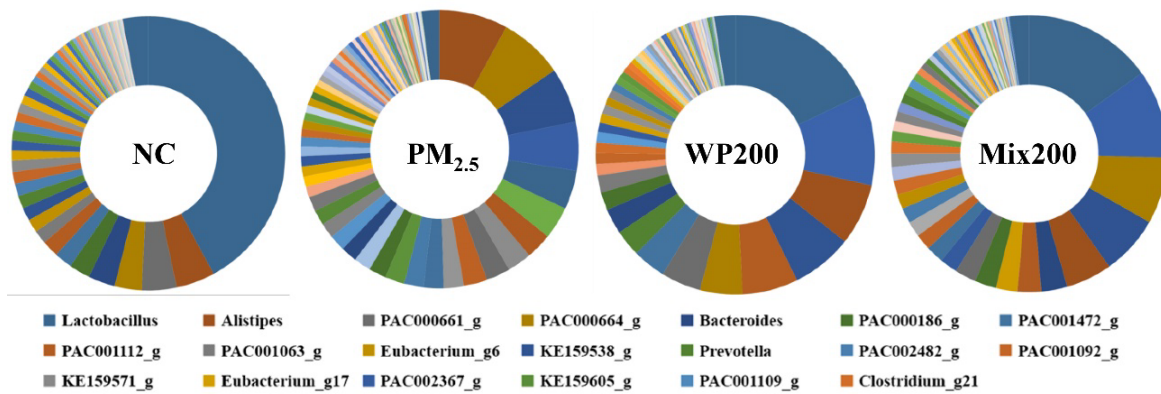 NC PM2.5 WP200 Mix200
Lactobacillus Alistipes PAC000661_g PAC000664_g Bacteroides PAC000186_g PAC001472_g
PAC001112_g PAC001063_g Eubacterium_g6 KE159538_g Prevotella PAC002482_g PAC001092_g
KE159571_g Eubacterium_g17 PAC002367_g KE159605_g PAC001109_g Clostridium_g21